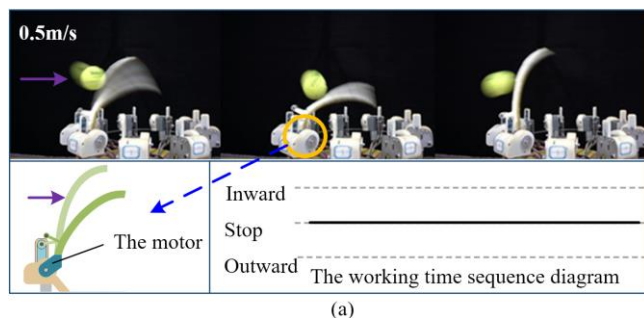 0.5m/s
The motor
Inward
Stop
Outward
The working time sequence diagram
(a)